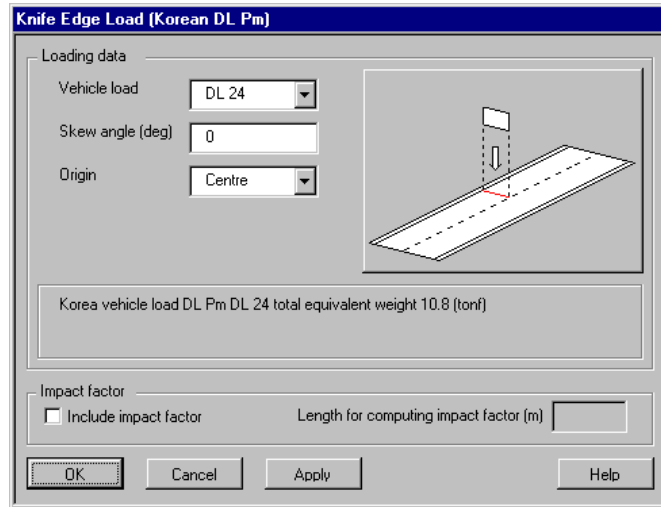 Knife Edge Load (Korean DL Pm)
Loading data
Vehicle load
DL 24
Skew angle (deg)
0
Origin
Centre
Korea vehicle load DL Pm DL 24 total equivalent weight 10.8 (tonf)
Impact factor
Include impact factor
Length for computing impact factor (m)
OK
Cancel
Apply
Help